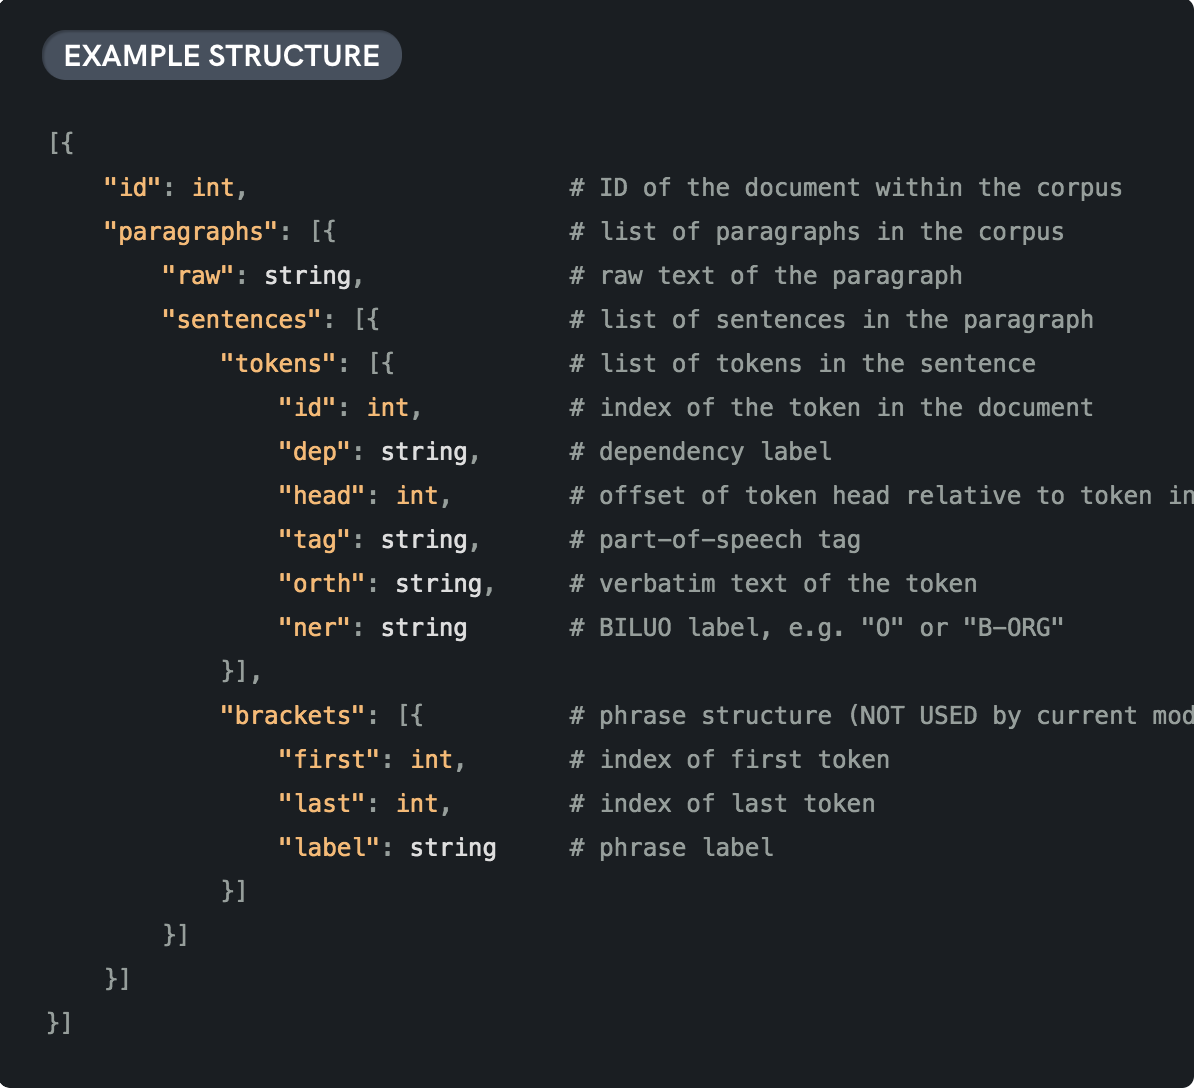 EXAMPLE STRUCTURE
[{
    "id": int,                      # ID of the document within the corpus
    "paragraphs": [{                # list of paragraphs in the corpus
        "raw": string,              # raw text of the paragraph
        "sentences": [{             # list of sentences in the paragraph
            "tokens": [{            # list of tokens in the sentence
                "id": int,          # index of the token in the document
                "dep": string,      # dependency label
                "head": int,        # offset of token head relative to token in
                "tag": string,      # part-of-speech tag
                "orth": string,     # verbatim text of the token
                "ner": string       # BILUO label, e.g. "O" or "B-ORG"
            }],
            "brackets": [{          # phrase structure (NOT USED by current mod
                "first": int,       # index of first token
                "last": int,        # index of last token
                "label": string     # phrase label
            }]
        }]
    }]
}]